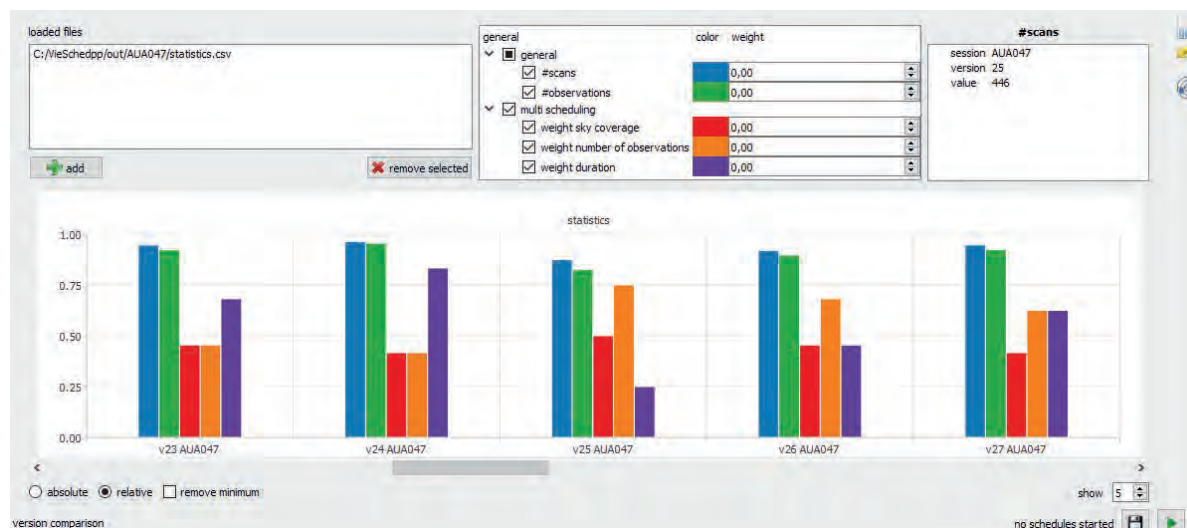 loaded files
C:/VieSchedpp/out/AUA047/statistics.csv
add
remove selected
general color weight
general
#scans 0,00
#observations 0,00
multi scheduling
weight sky coverage 0,00
weight number of observations 0,00
weight duration 0,00
#scans
session AUA047
version 25
value 446
statistics
1.00
0.75
0.50
0.25
0.00
v23 AUA047 v24 AUA047 v25 AUA047 v26 AUA047 v27 AUA047
absolute relative remove minimum
show 5
version comparison
no schedules started